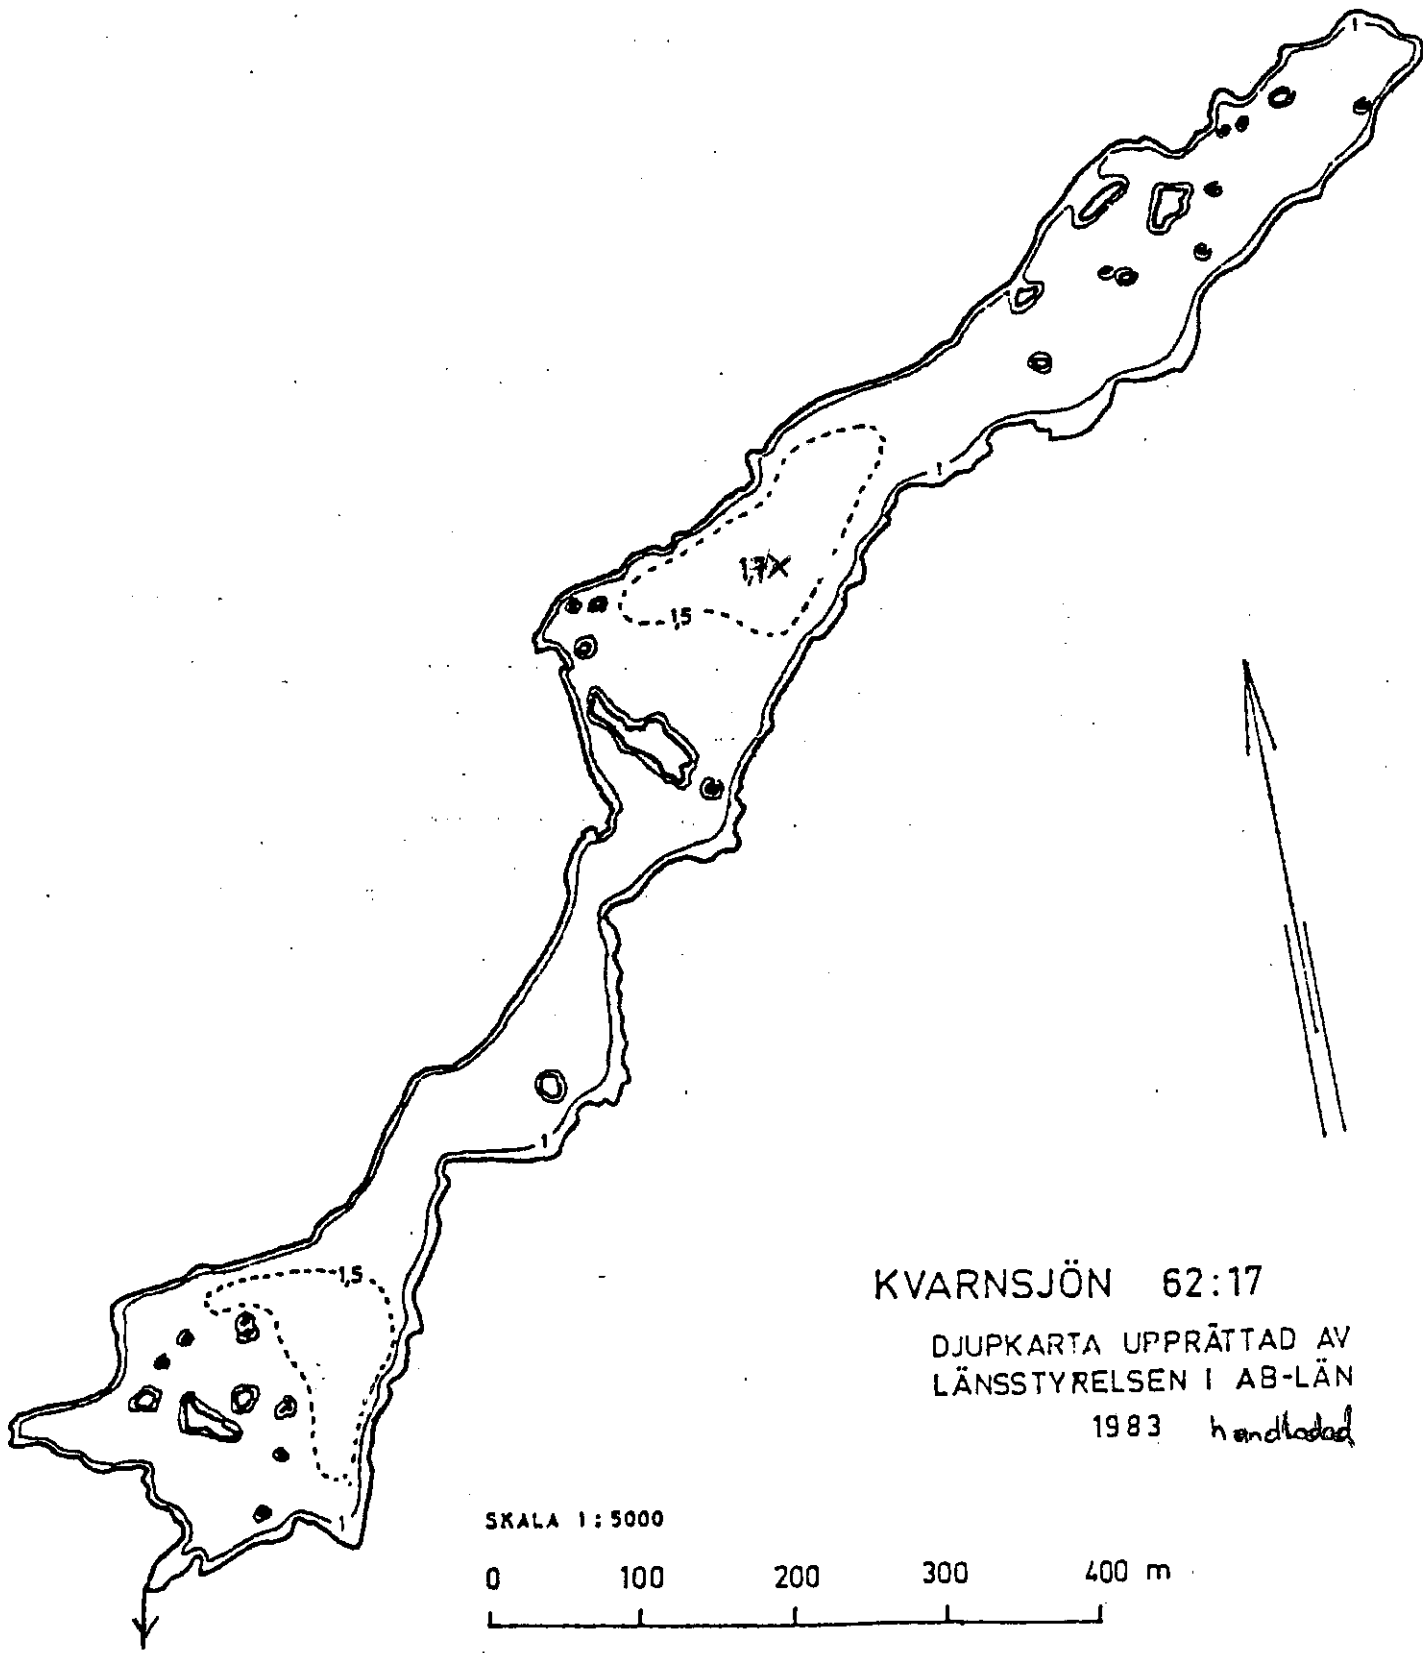 1
1
1,7X
1,5
1
1,5
1
KVARNSJÖN 62:17
DJUPKARTA UPPRÄTTAD AV
LÄNSSTYRELSEN I AB-LÄN
1983 handlodad
SKALA 1:5000
0 100 200 300 400 m